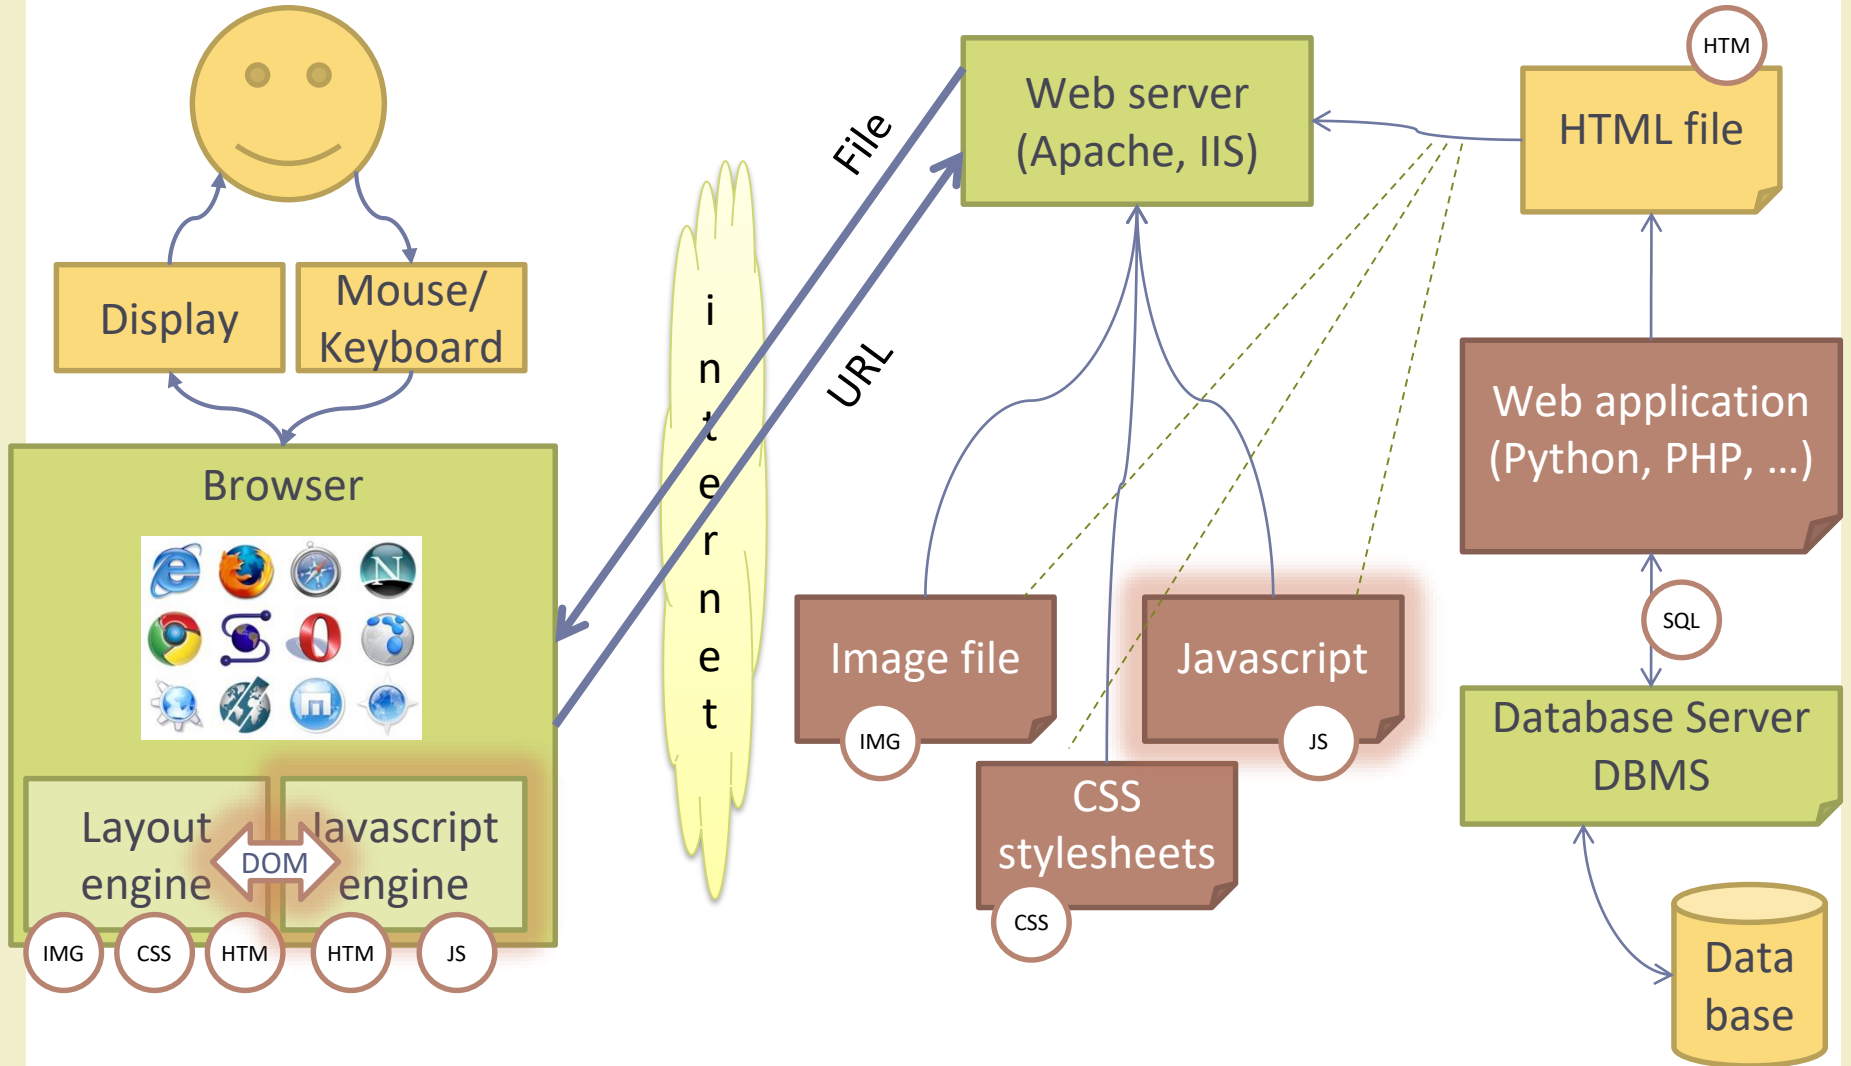 HTM
Web server
(Apache, IIS)
HTML file
File
Display
Mouse/
Keyboard
internet
URL
Web application
(Python, PHP, ...)
Browser
N
SQL
Image file
Javascript
IMG
JS
Database Server
DBMS
CSS
stylesheets
CSS
Layout
engine
DOM
Javascript
engine
IMG
CSS
HTM
HTM
JS
Data
base